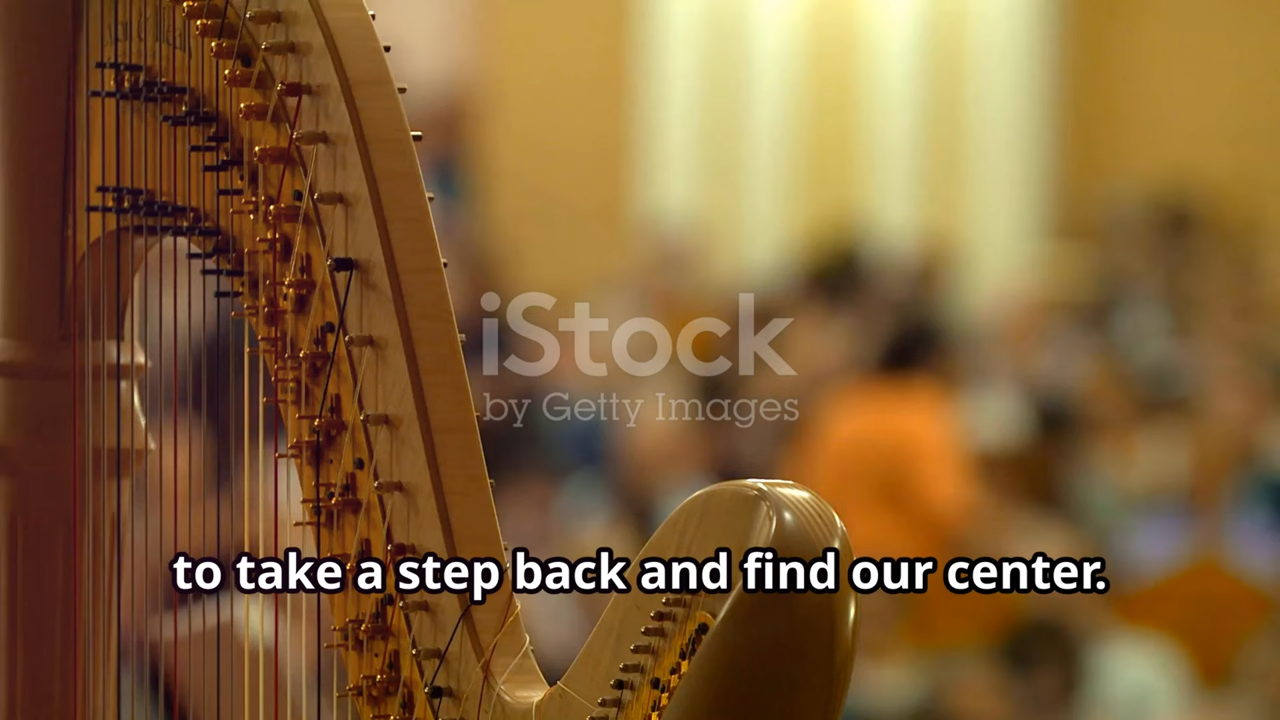 iStock
by Getty Images
to take a step back and find our center.